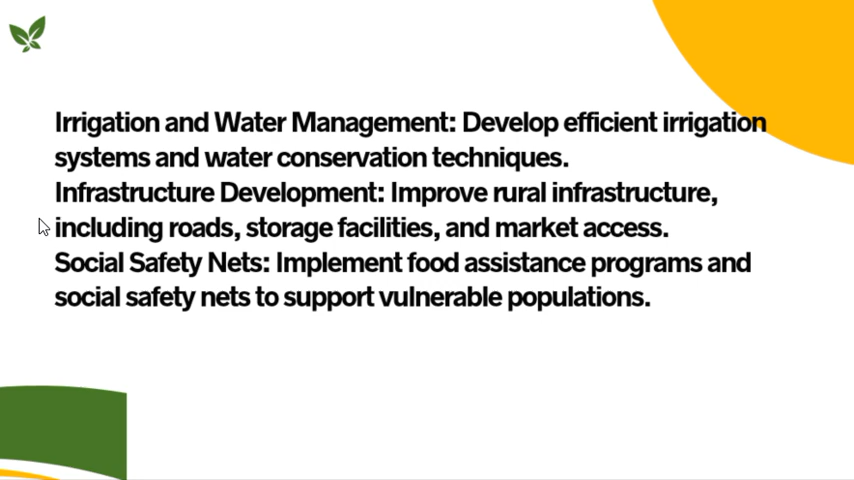 Irrigation and Water Management: Develop efficient irrigation
systems and water conservation techniques.
Infrastructure Development: Improve rural infrastructure,
including roads, storage facilities, and market access.
Social Safety Nets: Implement food assistance programs and
social safety nets to support vulnerable populations.